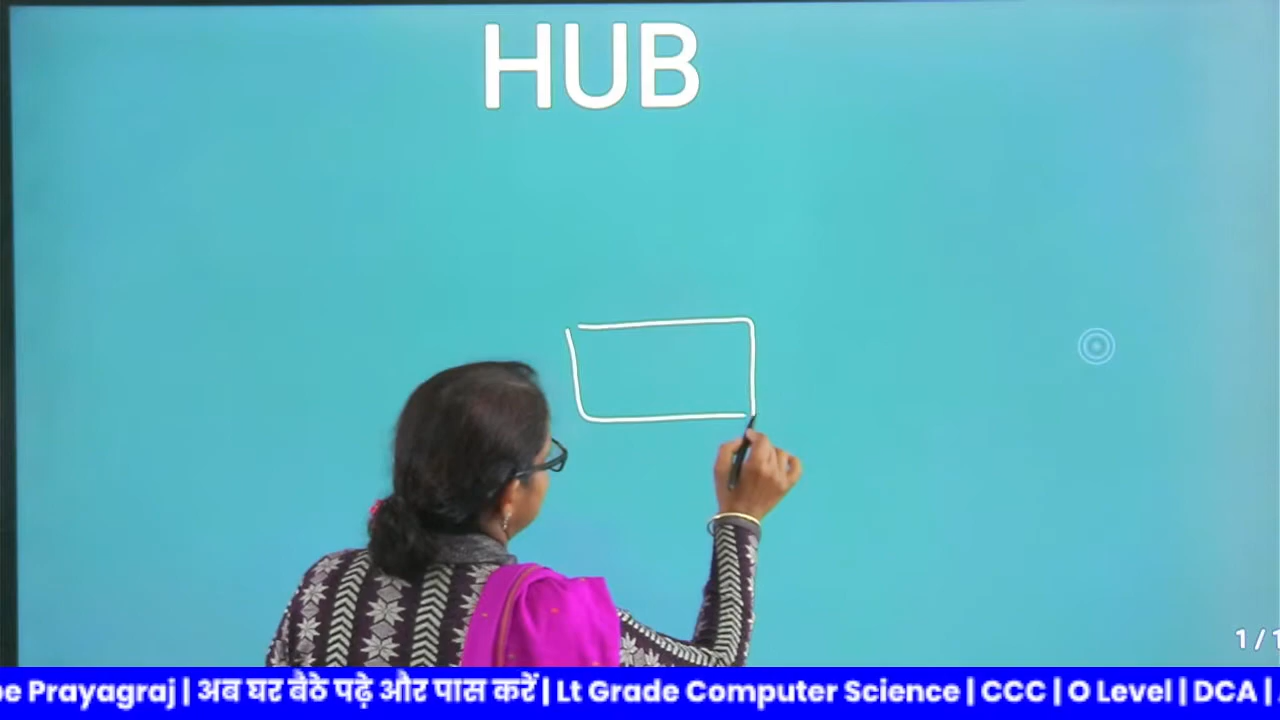 HUB
1/1
Prayagraj | अब घर बैठे पढ़े और पास करें | Lt Grade Computer Science | CCC | O Level | DCA |